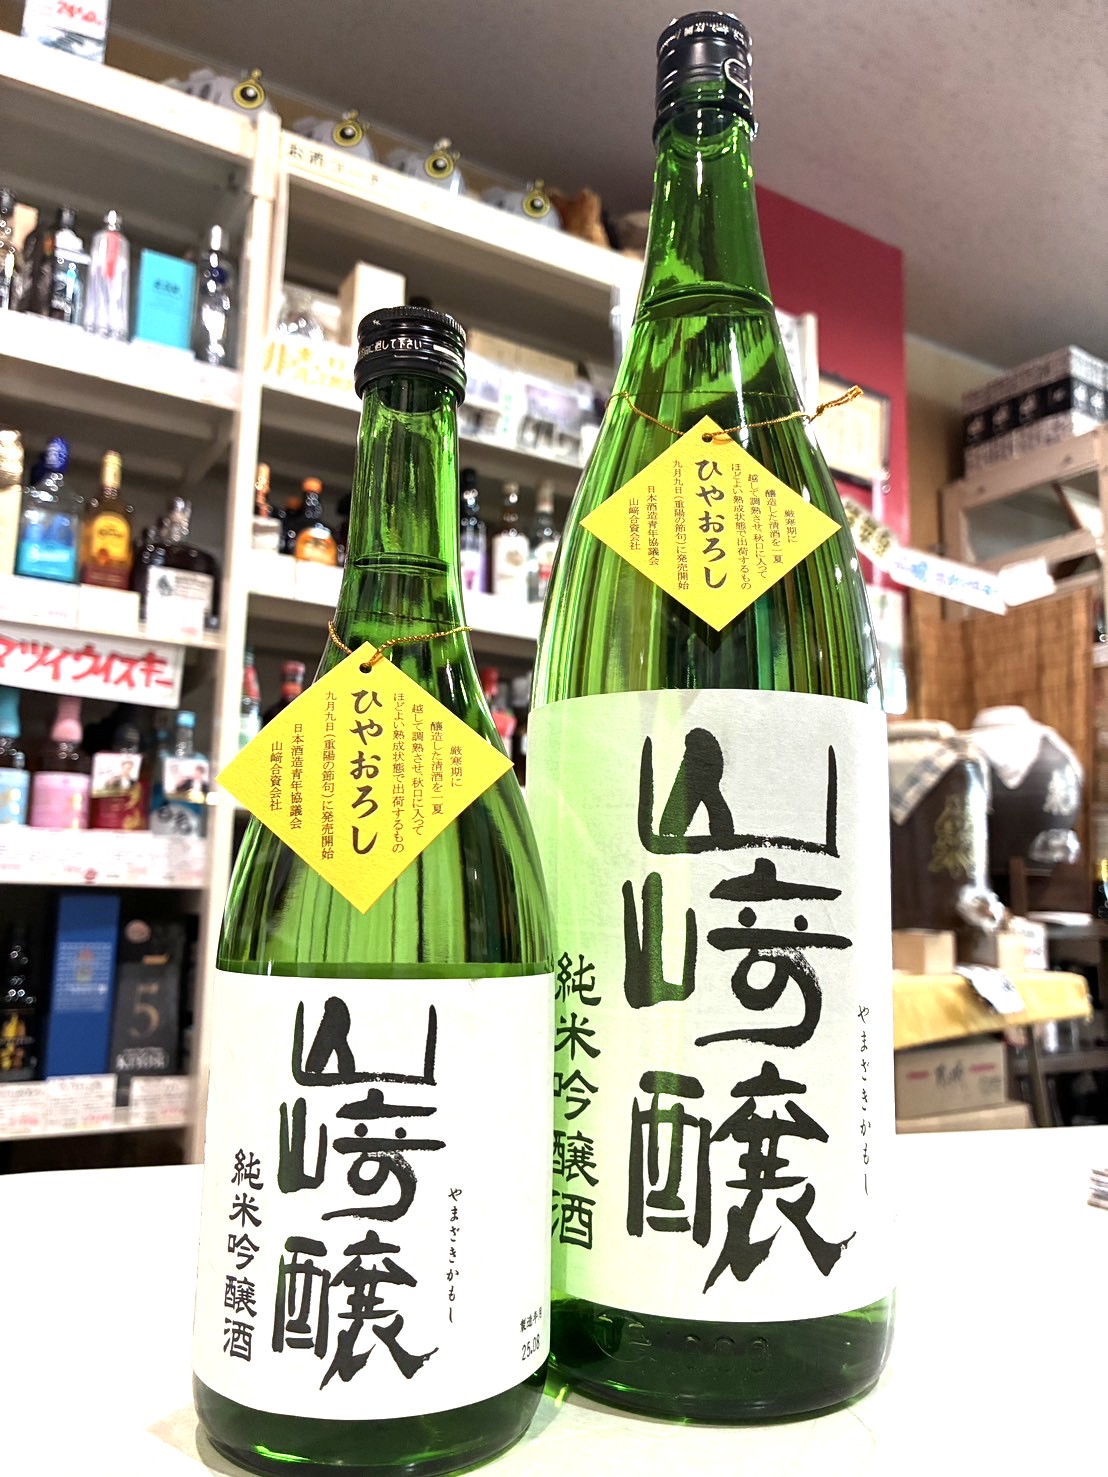 ひやおろし
厳寒期に
醸造した清酒を一夏
越して調熟させ、秋口に入って
ほどよい熟成状態で出荷するもの
九月九日(重陽の節句)に発売開始
日本酒造青年協議会
山﨑合資会社
山﨑醸
やまざきかもし
純米吟醸酒
ひやおろし
厳寒期に
醸造した清酒を一夏
越して調熟させ、秋口に入って
ほどよい熟成状態で出荷するもの
九月九日(重陽の節句)に発売開始
日本酒造青年協議会
山﨑合資会社
山﨑醸
やまざきかもし
純米吟醸酒
製造年月
25.08
マツイウイスキー
5